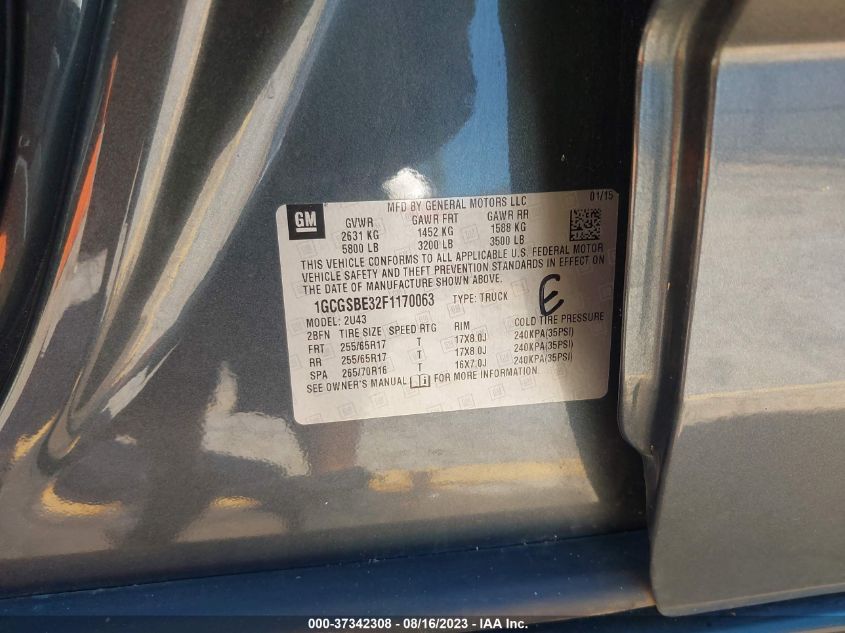 MFD BY GENERAL MOTORS LLC 01/15
GM
GVWR GAWR FRT GAWR RR
2631 KG 1452 KG 1588 KG
5800 LB 3200 LB 3500 LB
THIS VEHICLE CONFORMS TO ALL APPLICABLE U.S. FEDERAL MOTOR
VEHICLE SAFETY AND THEFT PREVENTION STANDARDS IN EFFECT ON
THE DATE OF MANUFACTURE SHOWN ABOVE.
1GCGSBE32F1170063 TYPE: TRUCK E
MODEL: 2U43
2BFN TIRE SIZE SPEED RTG RIM COLD TIRE PRESSURE
FRT 255/65R17 T 17X8.0J 240KPA(35PSI)
RR 255/65R17 T 17X8.0J 240KPA(35PSI)
SPA 265/70R16 T 16X7.0J 240KPA(35PSI)
SEE OWNER'S MANUAL FOR MORE INFORMATION.
000-37342308 - 08/16/2023 - IAA Inc.